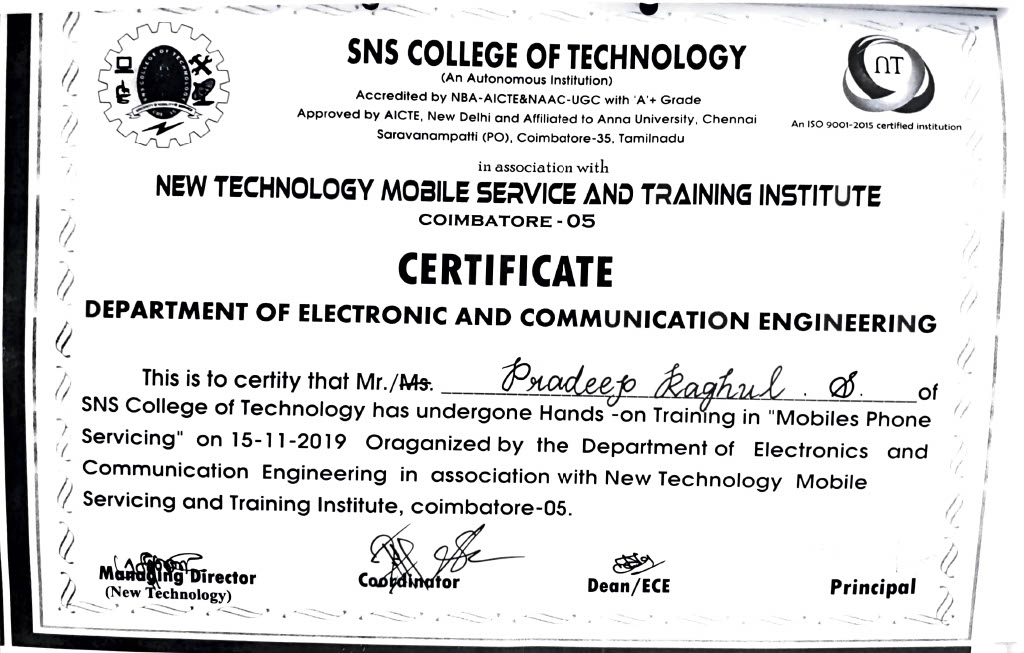 SNS COLLEGE OF TECHNOLOGY
(An Autonomous Institution)
Accredited by NBA-AICTE&NAAC-UGC with 'A'+ Grade
Approved by AICTE, New Delhi and Affiliated to Anna University, Chennai
Saravanampatti (PO), Coimbatore-35, Tamilnadu
NT
An ISO 9001-2015 certified institution
in association with
NEW TECHNOLOGY MOBILE SERVICE AND TRAINING INSTITUTE
COIMBATORE - 05
CERTIFICATE
DEPARTMENT OF ELECTRONIC AND COMMUNICATION ENGINEERING
This is to certify that Mr./Ms. Pradeep Raghul . S. of
SNS College of Technology has undergone Hands -on Training in "Mobiles Phone
Servicing" on 15-11-2019 Oraganized by the Department of Electronics and
Communication Engineering in association with New Technology Mobile
Servicing and Training Institute, coimbatore-05.
Managing Director
(New Technology)
Coordinator
Dean/ECE
Principal